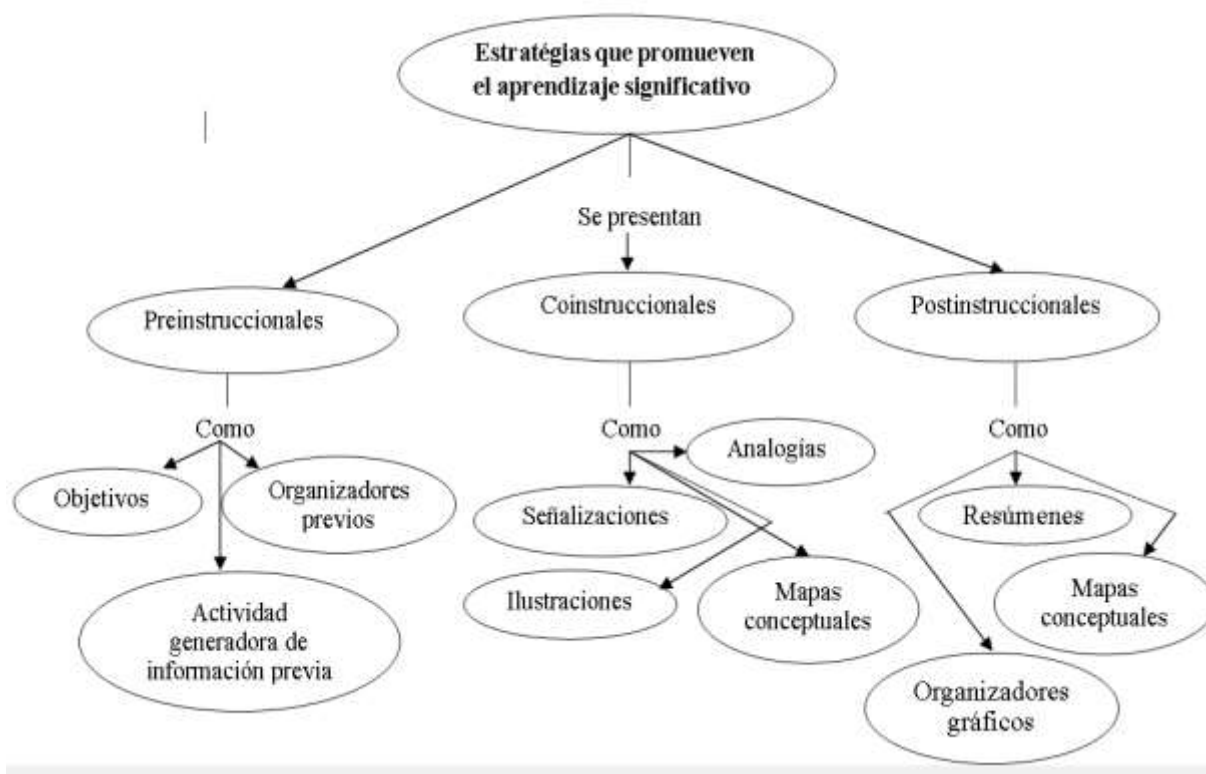 Estratégias que promueven
el aprendizaje significativo
Se presentan
Preinstruccionales
Coinstruccionales
Postinstruccionales
Como
Como
Como
Objetivos
Organizadores
previos
Actividad
generadora de
información previa
Analogías
Señalizaciones
Ilustraciones
Mapas
conceptuales
Resúmenes
Mapas
conceptuales
Organizadores
gráficos